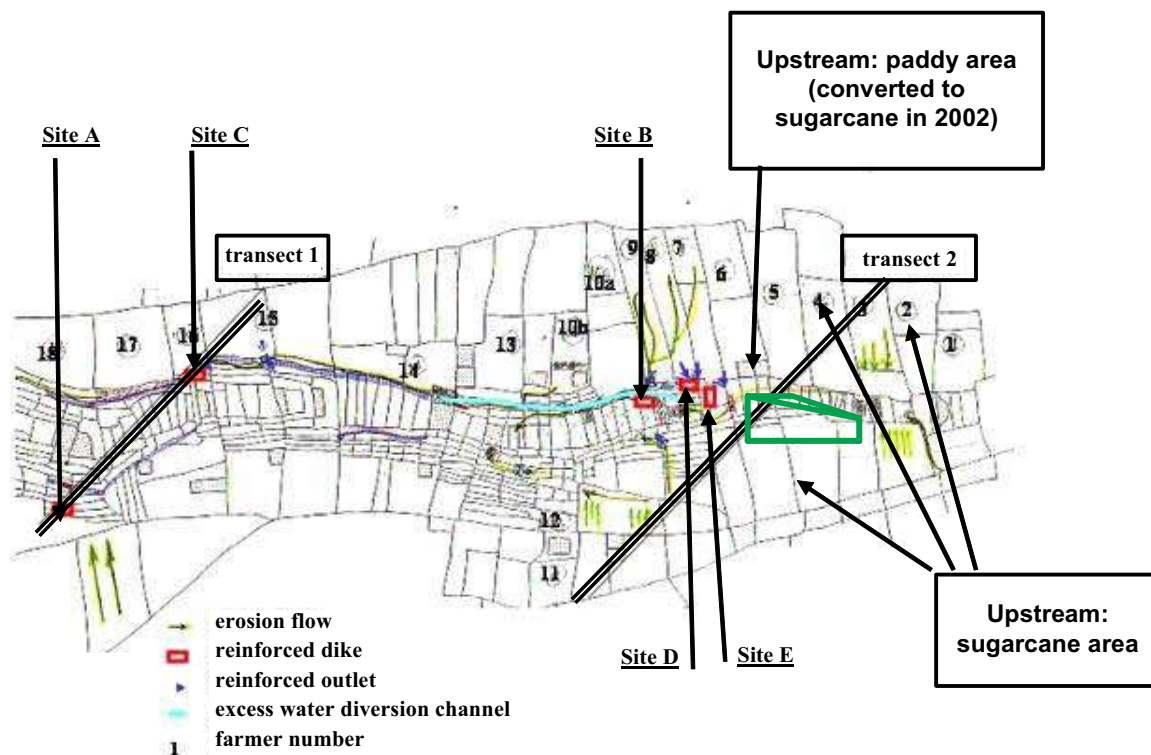 Upstream: paddy area
(converted to
sugarcane in 2002)
Site A
Site C
Site B
transect 1
transect 2
9
8
7
10a
6
5
4
3
2
1
10b
13
14
15
16
17
18
12
11
Upstream:
sugarcane area
Site D
Site E
erosion flow
reinforced dike
reinforced outlet
excess water diversion channel
1
farmer number